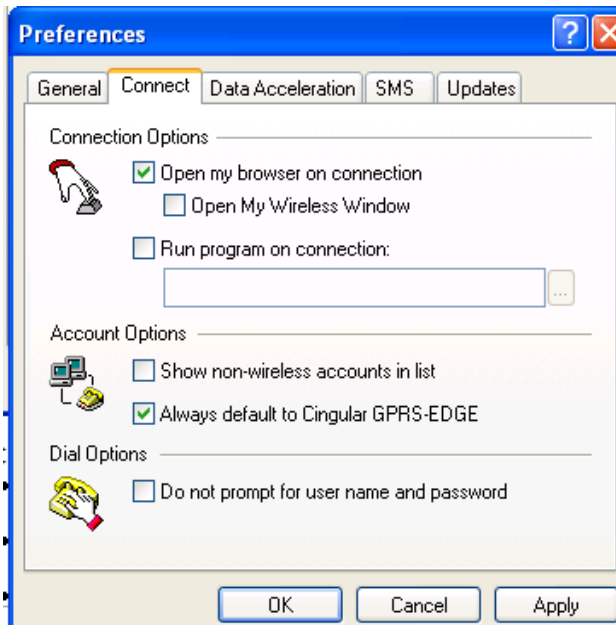 Preferences
General Connect Data Acceleration SMS Updates
Connection Options
Open my browser on connection
Open My Wireless Window
Run program on connection:
...
Account Options
Show non-wireless accounts in list
Always default to Cingular GPRS-EDGE
Dial Options
Do not prompt for user name and password
OK Cancel Apply